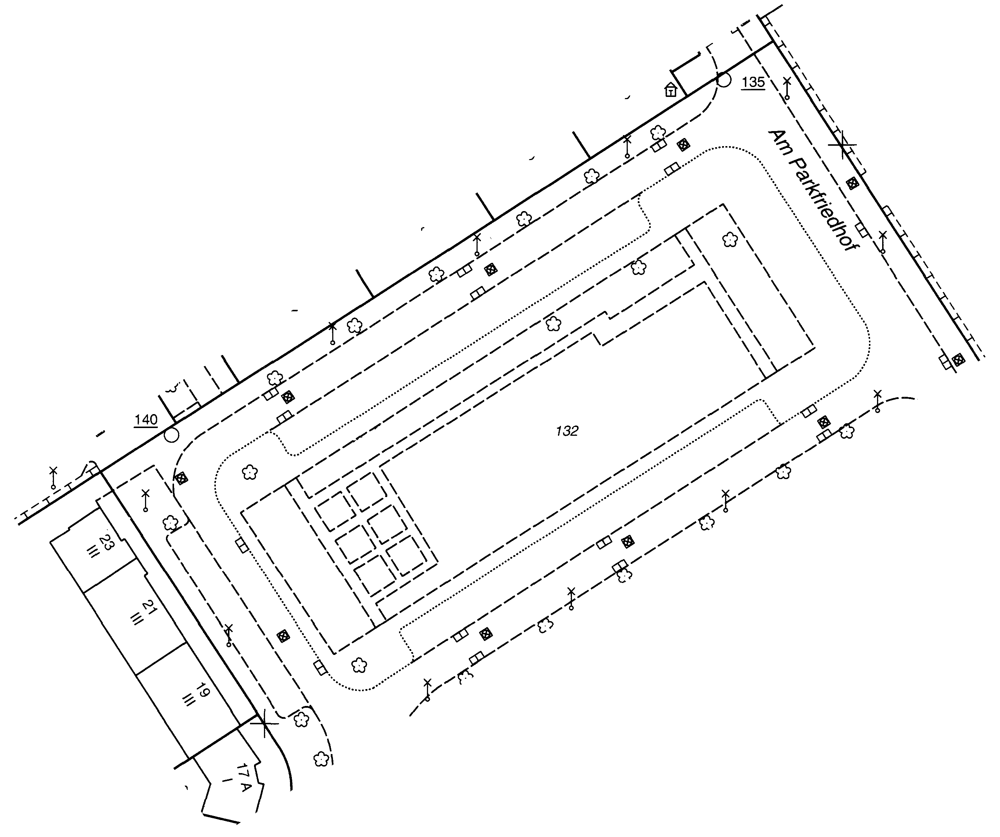 135
Am Parkfriedhof
140
132
23
III
21
III
19
III
17 A
I